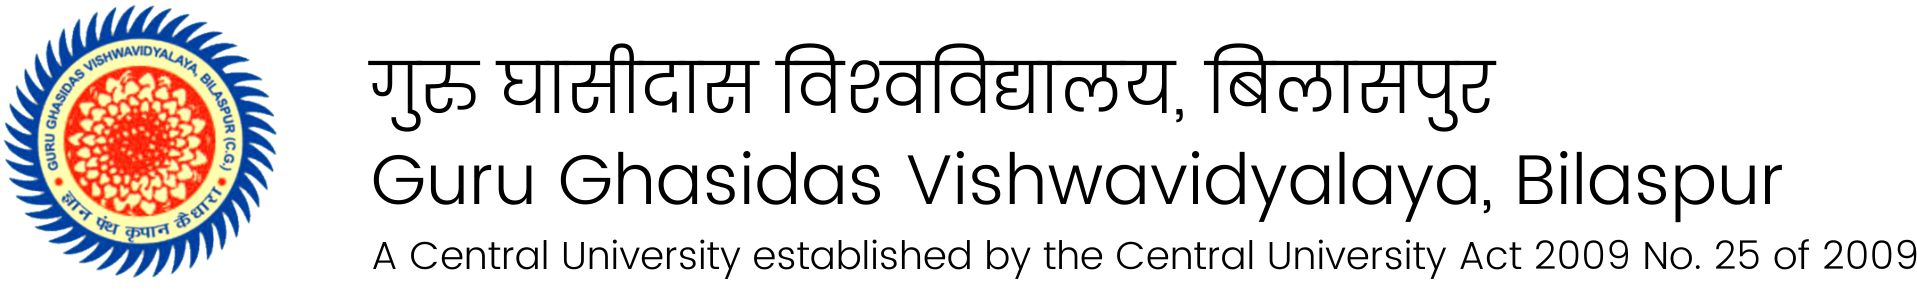 GURU GHASIDAS VISHWAVIDYALAYA, BILASPUR (C.G.)
ज्ञान पंथ कृपान कै धारा
गुरु घासीदास विश्वविद्यालय, बिलासपुर
Guru Ghasidas Vishwavidyalaya, Bilaspur
A Central University established by the Central University Act 2009 No. 25 of 2009